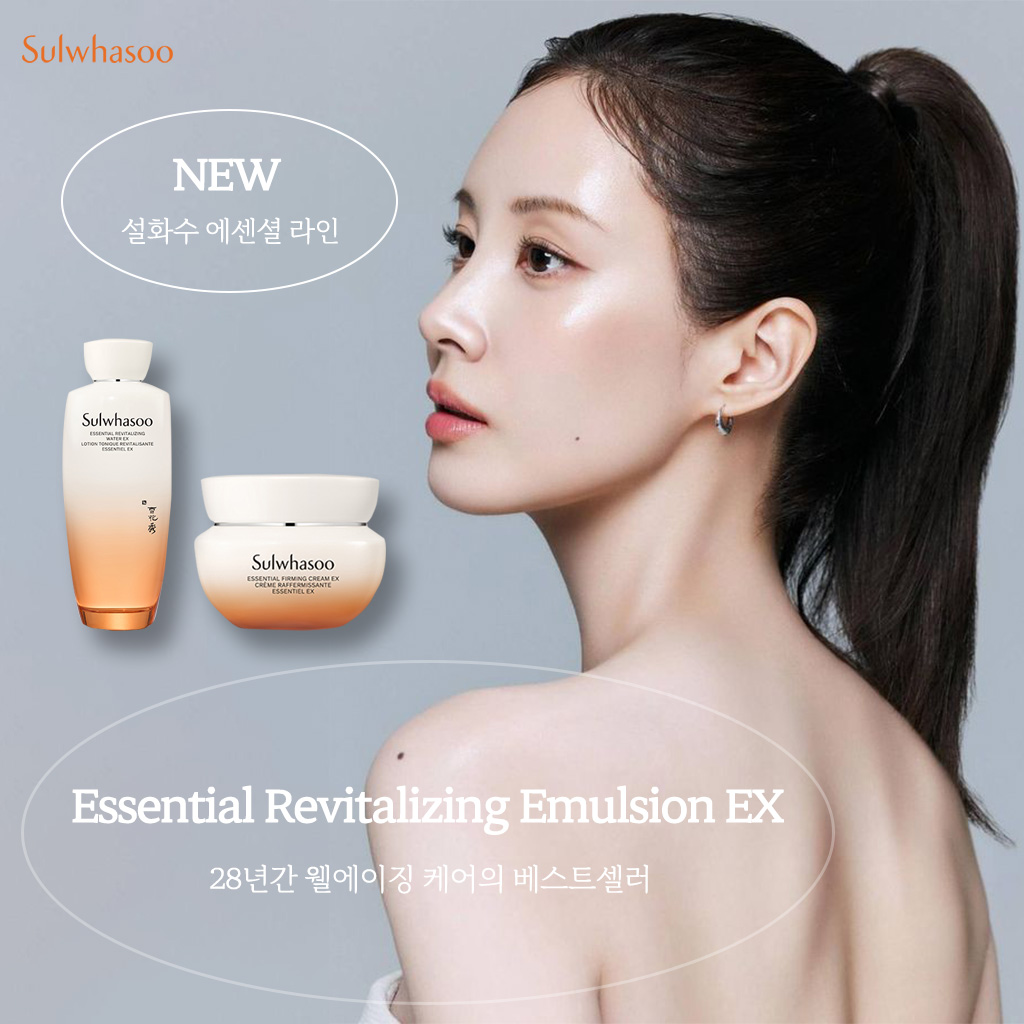 Sulwhasoo
NEW
설화수 에센셜 라인
Sulwhasoo
ESSENTIAL REVITALIZING
WATER EX
LOTION TONIQUE REVITALISANTE
ESSENTIEL EX
Sulwhasoo
ESSENTIAL FIRMING CREAM EX
CRÈME RAFFERMISSANTE
ESSENTIEL EX
Essential Revitalizing Emulsion EX
28년간 웰에이징 케어의 베스트셀러